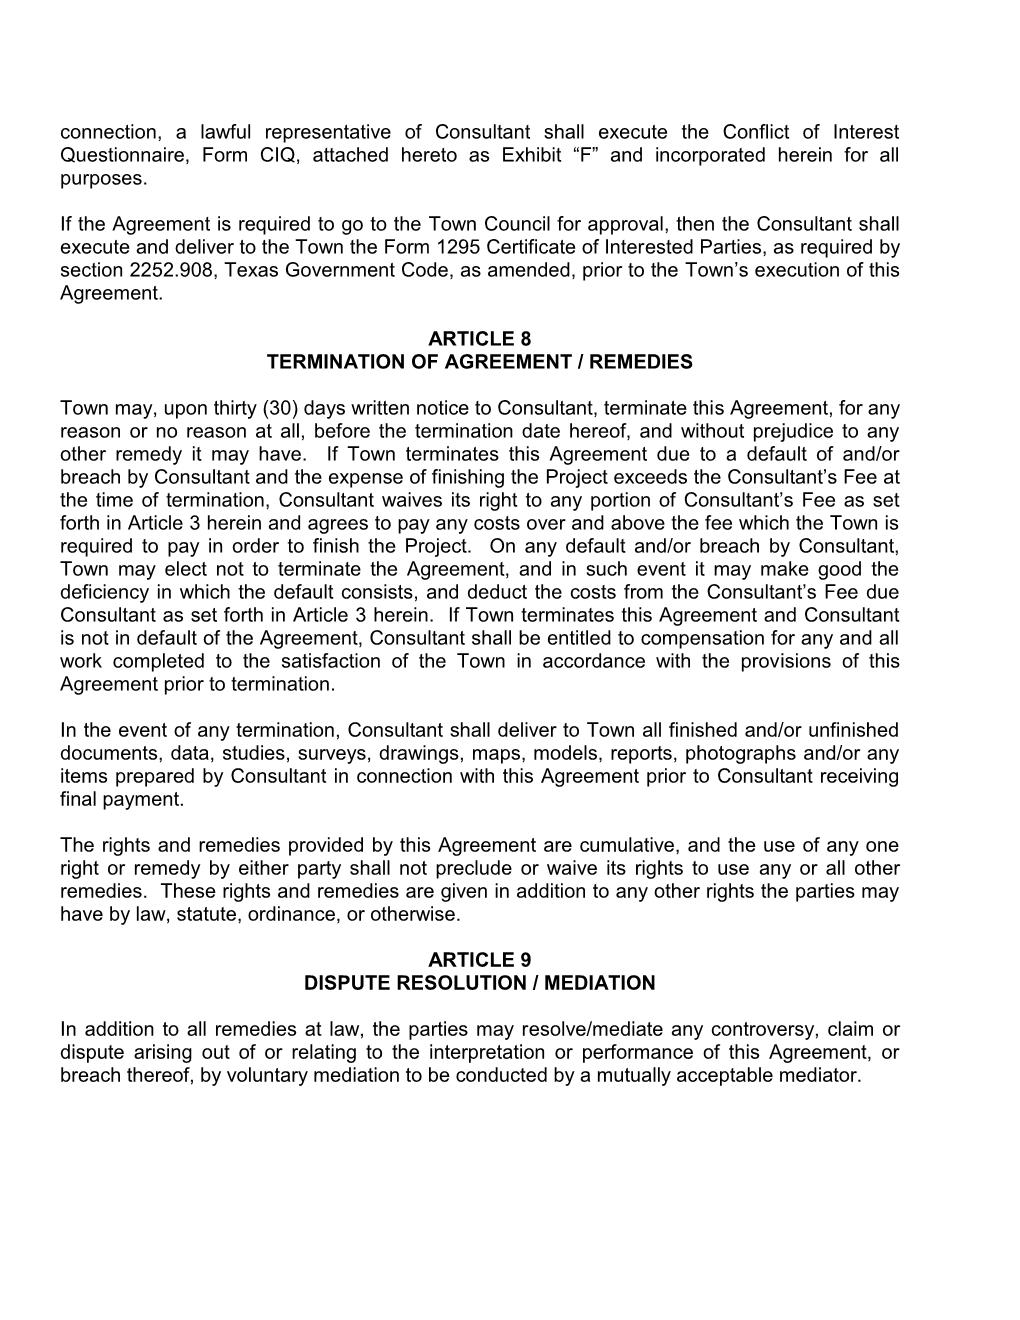 connection, a lawful representative of Consultant shall execute the Conflict of Interest
Questionnaire, Form CIQ, attached hereto as Exhibit “F” and incorporated herein for all
purposes.
If the Agreement is required to go to the Town Council for approval, then the Consultant shall
execute and deliver to the Town the Form 1295 Certificate of Interested Parties, as required by
section 2252.908, Texas Government Code, as amended, prior to the Town’s execution of this
Agreement.
ARTICLE 8
TERMINATION OF AGREEMENT / REMEDIES
Town may, upon thirty (30) days written notice to Consultant, terminate this Agreement, for any
reason or no reason at all, before the termination date hereof, and without prejudice to any
other remedy it may have.  If Town terminates this Agreement due to a default of and/or
breach by Consultant and the expense of finishing the Project exceeds the Consultant’s Fee at
the time of termination, Consultant waives its right to any portion of Consultant’s Fee as set
forth in Article 3 herein and agrees to pay any costs over and above the fee which the Town is
required to pay in order to finish the Project.  On any default and/or breach by Consultant,
Town may elect not to terminate the Agreement, and in such event it may make good the
deficiency in which the default consists, and deduct the costs from the Consultant’s Fee due
Consultant as set forth in Article 3 herein.  If Town terminates this Agreement and Consultant
is not in default of the Agreement, Consultant shall be entitled to compensation for any and all
work completed to the satisfaction of the Town in accordance with the provisions of this
Agreement prior to termination.
In the event of any termination, Consultant shall deliver to Town all finished and/or unfinished
documents, data, studies, surveys, drawings, maps, models, reports, photographs and/or any
items prepared by Consultant in connection with this Agreement prior to Consultant receiving
final payment.
The rights and remedies provided by this Agreement are cumulative, and the use of any one
right or remedy by either party shall not preclude or waive its rights to use any or all other
remedies.  These rights and remedies are given in addition to any other rights the parties may
have by law, statute, ordinance, or otherwise.
ARTICLE 9
DISPUTE RESOLUTION / MEDIATION
In addition to all remedies at law, the parties may resolve/mediate any controversy, claim or
dispute arising out of or relating to the interpretation or performance of this Agreement, or
breach thereof, by voluntary mediation to be conducted by a mutually acceptable mediator.